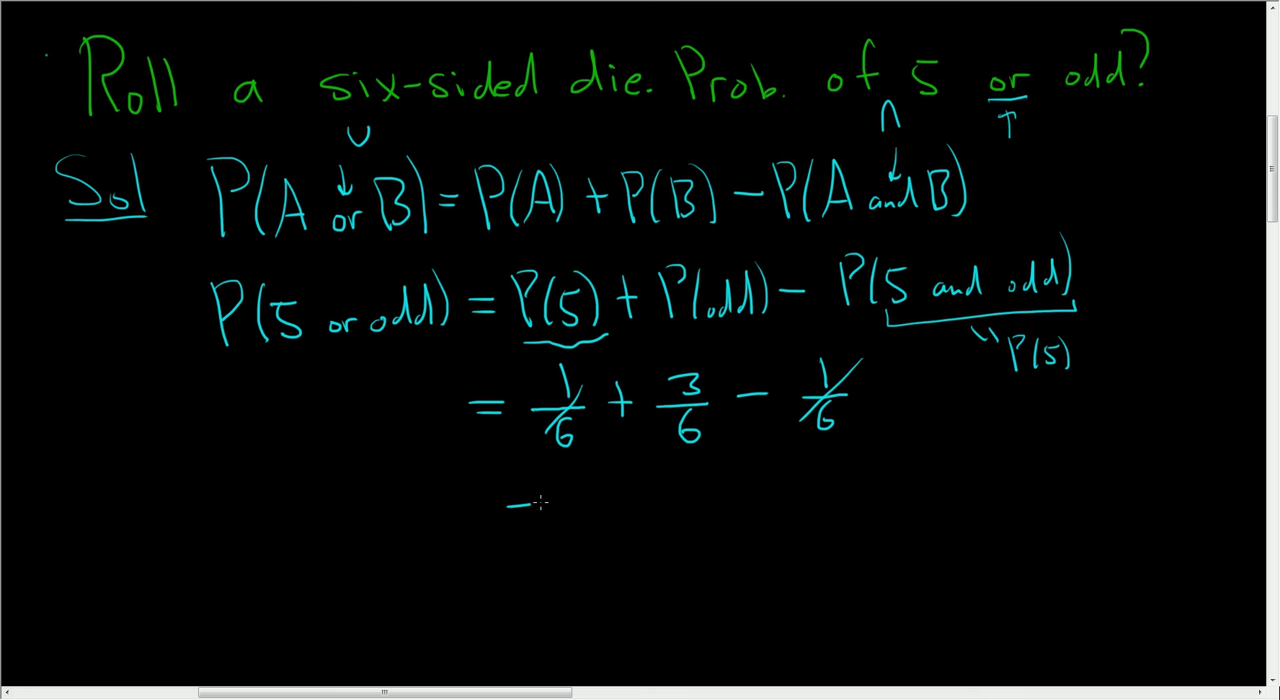 Roll a six-sided die. Prob. of 5 or odd?
∪ ∩ ↑
Sol P(A or B) = P(A) + P(B) − P(A and B)
P(5 or odd) = P(5) + P(odd) − P(5 and odd)
" P(5)
= 1/6 + 3/6 − 1/6